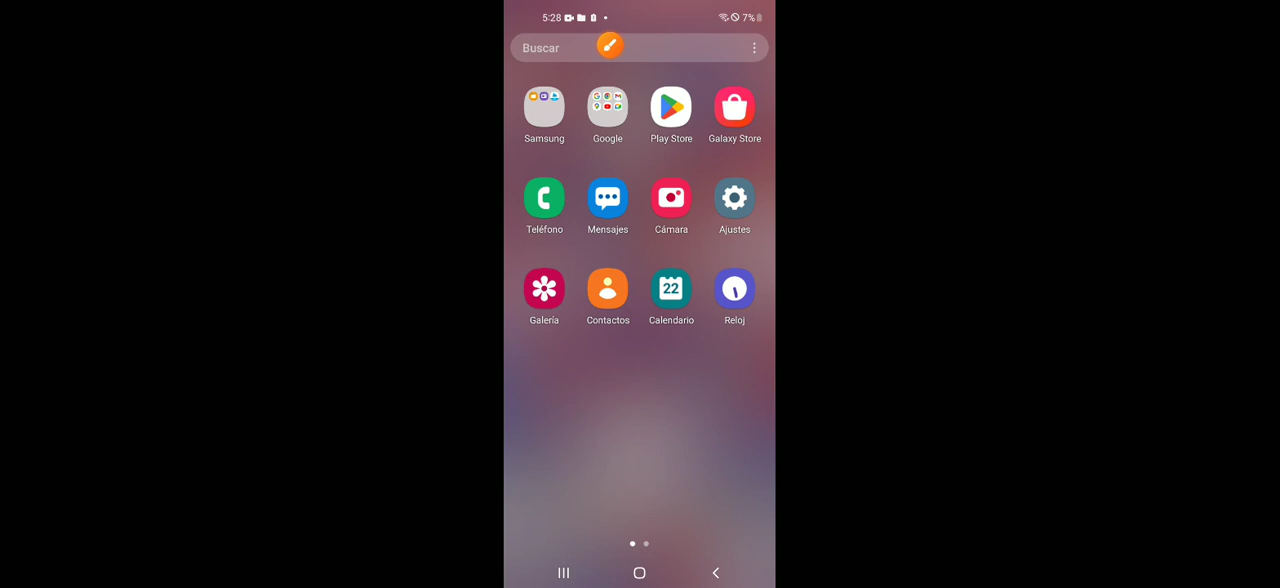 5:28 7%
Buscar
Samsung Google Play Store Galaxy Store
Teléfono Mensajes Cámara Ajustes
22
Galería Contactos Calendario Reloj